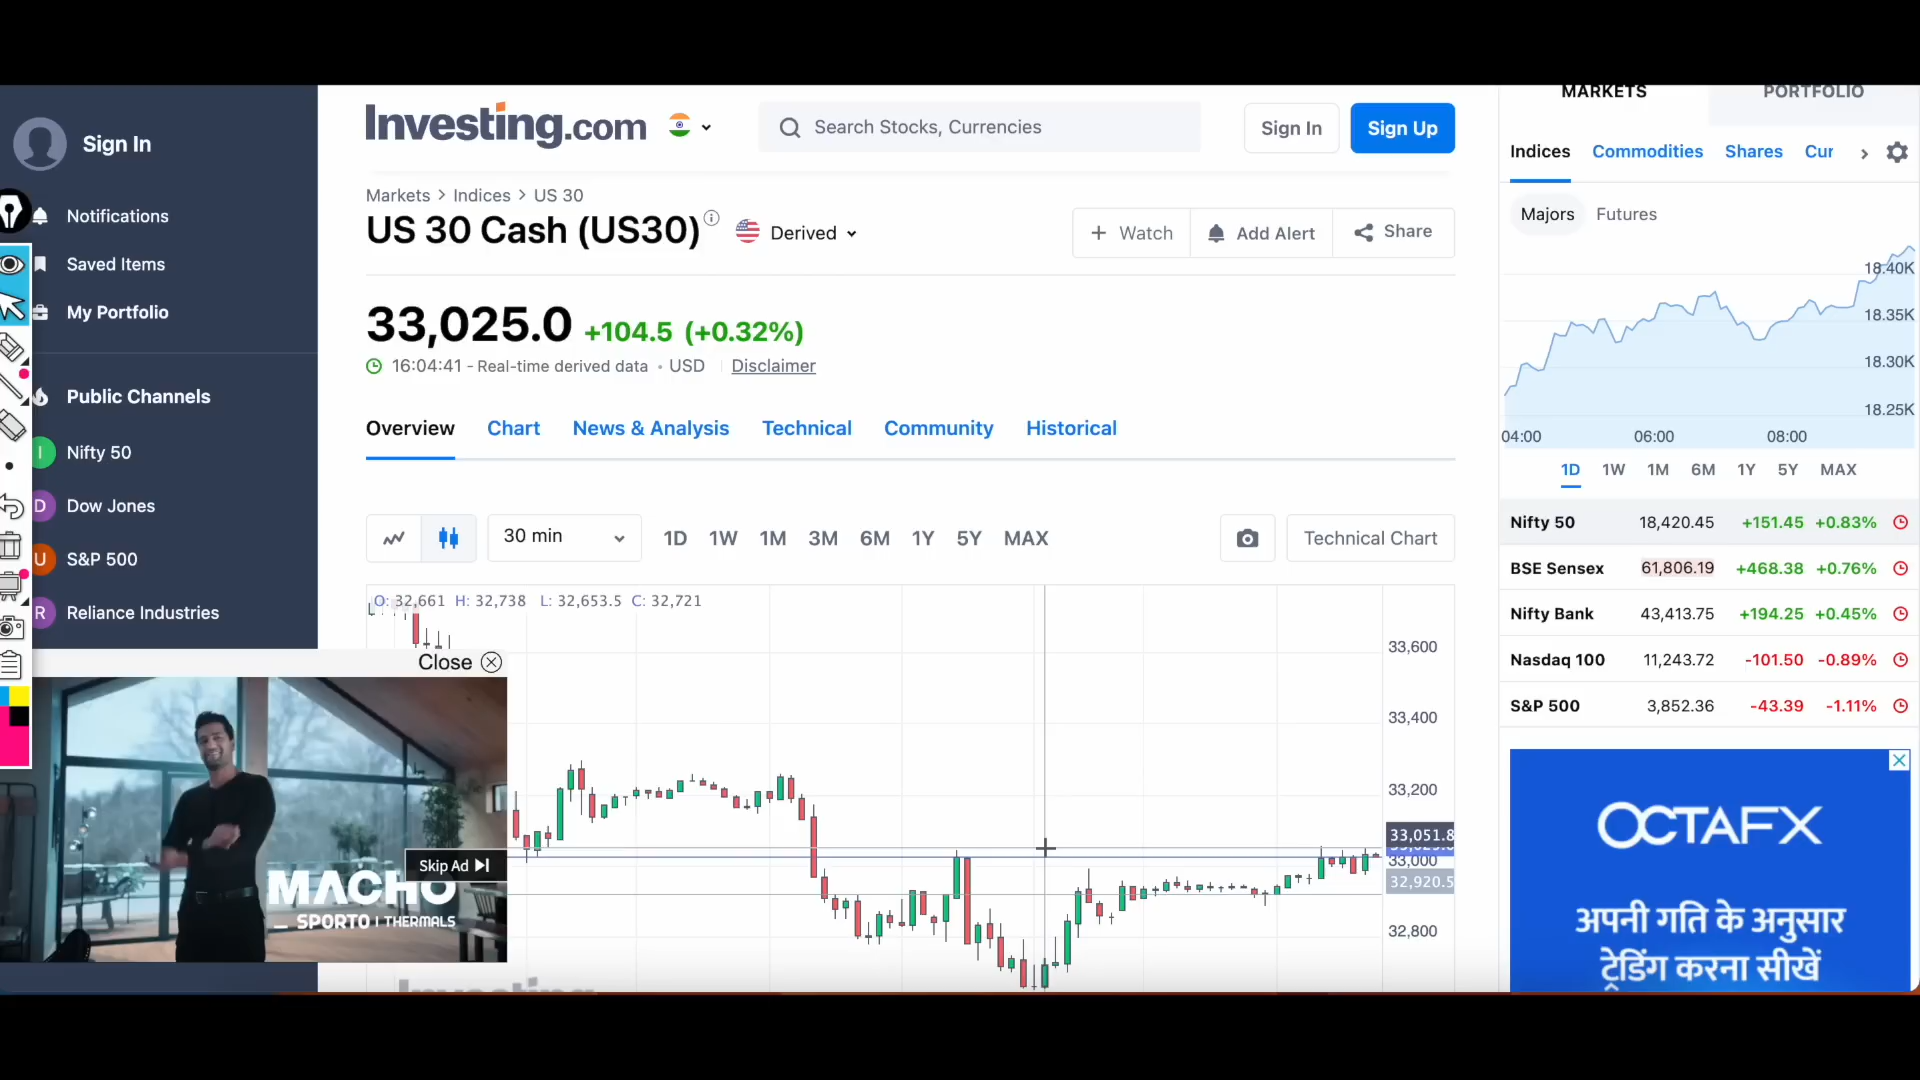 Sign In
Notifications
Saved Items
My Portfolio
Public Channels
I Nifty 50
D Dow Jones
U S&P 500
R Reliance Industries
Close
Skip Ad
MACHO
SPORTO | THERMALS
Investing.com
Search Stocks, Currencies
Sign In
Sign Up
Markets > Indices > US 30
US 30 Cash (US30)
Derived
+ Watch
Add Alert
Share
33,025.0 +104.5 (+0.32%)
16:04:41 - Real-time derived data • USD Disclaimer
Overview Chart News & Analysis Technical Community Historical
30 min
1D 1W 1M 3M 6M 1Y 5Y MAX
Technical Chart
O: 32,661 H: 32,738 L: 32,653.5 C: 32,721
33,600
33,400
33,200
33,051.8
33,000
32,920.5
32,800
Investing
MARKETS PORTFOLIO
Indices Commodities Shares Cur
Majors Futures
18.40K
18.35K
18.30K
18.25K
04:00 06:00 08:00
1D 1W 1M 6M 1Y 5Y MAX
Nifty 50 18,420.45 +151.45 +0.83%
BSE Sensex 61,806.19 +468.38 +0.76%
Nifty Bank 43,413.75 +194.25 +0.45%
Nasdaq 100 11,243.72 -101.50 -0.89%
S&P 500 3,852.36 -43.39 -1.11%
OCTAFX
अपनी गति के अनुसार
ट्रेडिंग करना सीखें